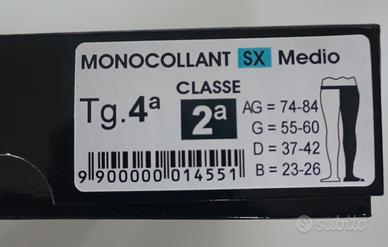 MONOCOLLANT SX Medio
CLASSE
Tg.4ª 2ª
AG = 74-84
G = 55-60
D = 37-42
B = 23-26
9 900000 014551
subito